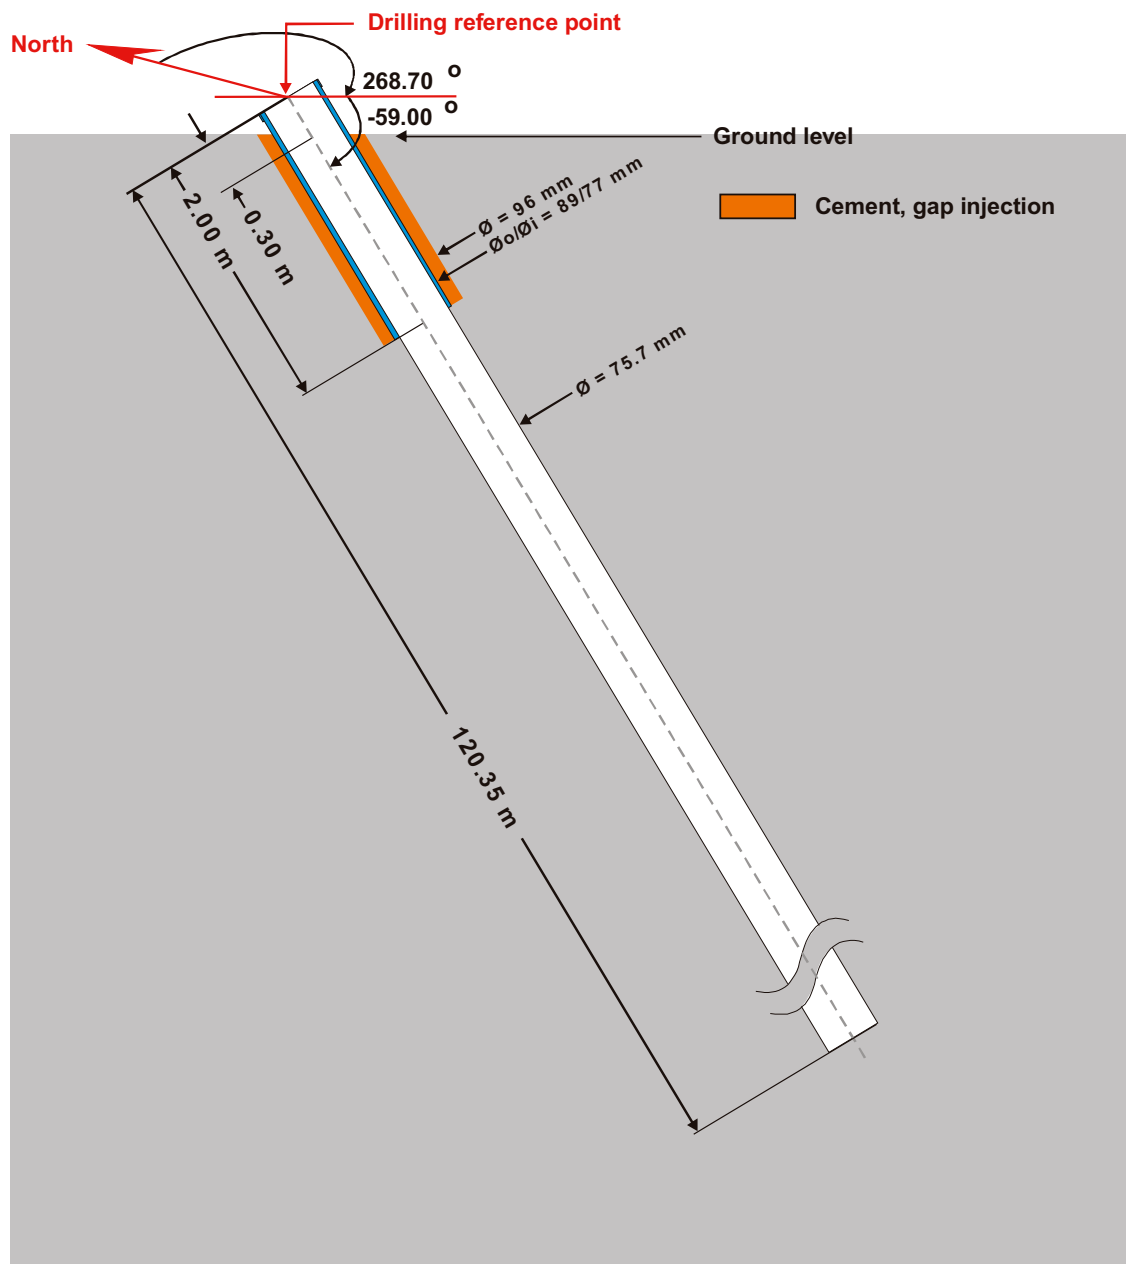 Drilling reference point
North
268.70 °
-59.00 °
Ground level
Ø = 96 mm
Øo/Øi = 89/77 mm
Cement, gap injection
2.00 m
0.30 m
Ø = 75.7 mm
120.35 m